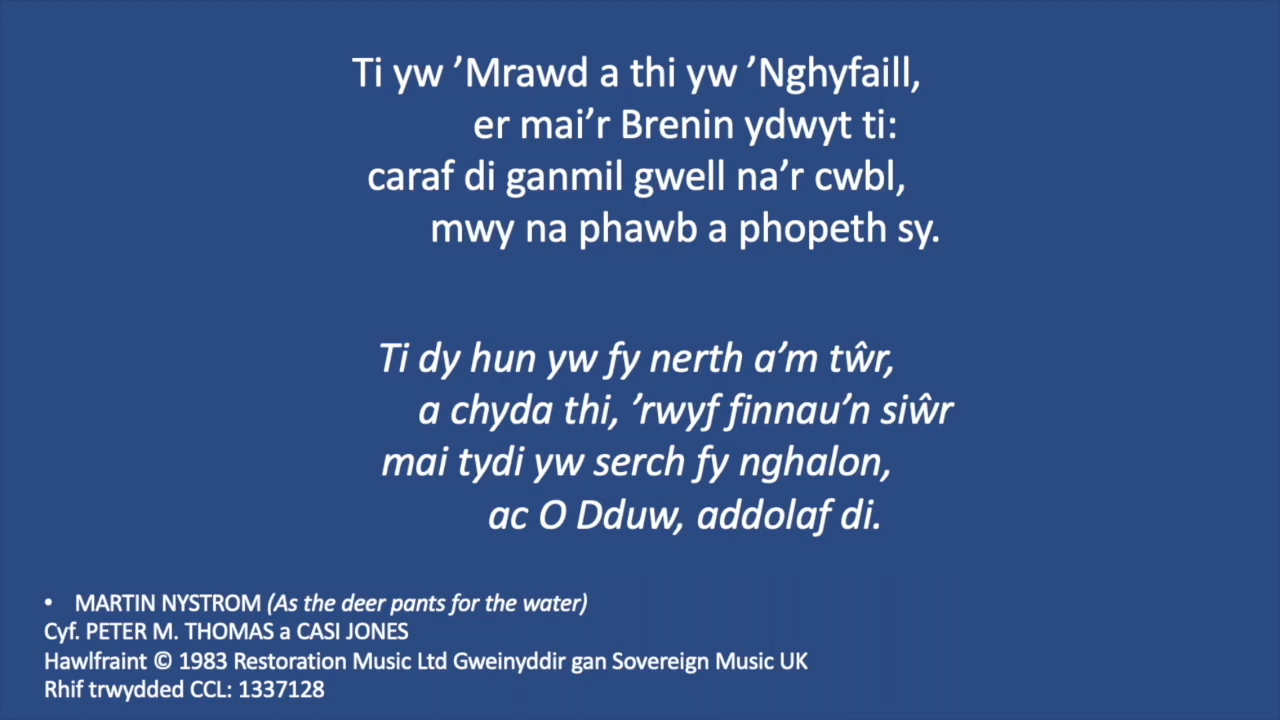 Ti yw ’Mrawd a thi yw ’Nghyfaill,
er mai’r Brenin ydwyt ti:
caraf di ganmil gwell na’r cwbl,
mwy na phawb a phopeth sy.
Ti dy hun yw fy nerth a’m tŵr,
a chyda thi, ’rwyf finnau’n siŵr
mai tydi yw serch fy nghalon,
ac O Dduw, addolaf di.
• MARTIN NYSTROM (As the deer pants for the water)
Cyf. PETER M. THOMAS a CASI JONES
Hawlfraint © 1983 Restoration Music Ltd Gweinyddir gan Sovereign Music UK
Rhif trwydded CCL: 1337128